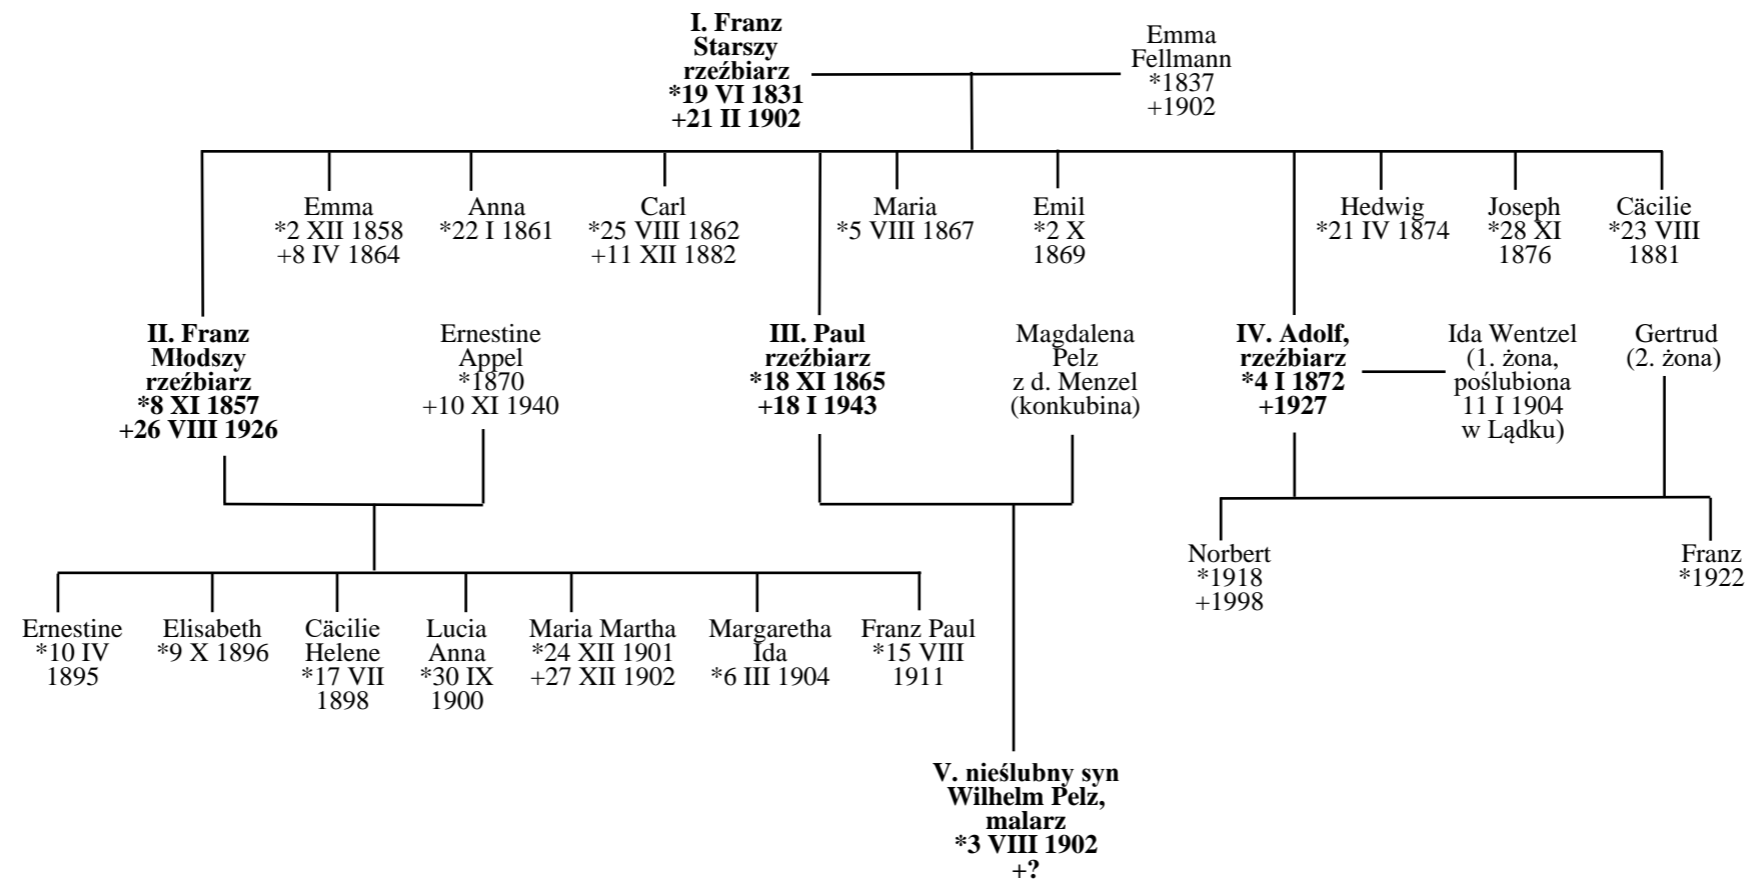 I. Franz
Starszy
rzeźbiarz
*19 VI 1831
+21 II 1902
Emma
Fellmann
*1837
+1902
Emma
*2 XII 1858
+8 IV 1864
Anna
*22 I 1861
Carl
*25 VIII 1862
+11 XII 1882
Maria
*5 VIII 1867
Emil
*2 X
1869
Hedwig
*21 IV 1874
Joseph
*28 XI
1876
Cäcilie
*23 VIII
1881
II. Franz
Młodszy
rzeźbiarz
*8 XI 1857
+26 VIII 1926
Ernestine
Appel
*1870
+10 XI 1940
III. Paul
rzeźbiarz
*18 XI 1865
+18 I 1943
Magdalena
Pelz
z d. Menzel
(konkubina)
IV. Adolf,
rzeźbiarz
*4 I 1872
+1927
Ida Wentzel
(1. żona,
poślubiona
11 I 1904
w Lądku)
Gertrud
(2. żona)
Norbert
*1918
+1998
Franz
*1922
Ernestine
*10 IV
1895
Elisabeth
*9 X 1896
Cäcilie
Helene
*17 VII
1898
Lucia
Anna
*30 IX
1900
Maria Martha
*24 XII 1901
+27 XII 1902
Margaretha
Ida
*6 III 1904
Franz Paul
*15 VIII
1911
V. nieślubny syn
Wilhelm Pelz,
malarz
*3 VIII 1902
+?